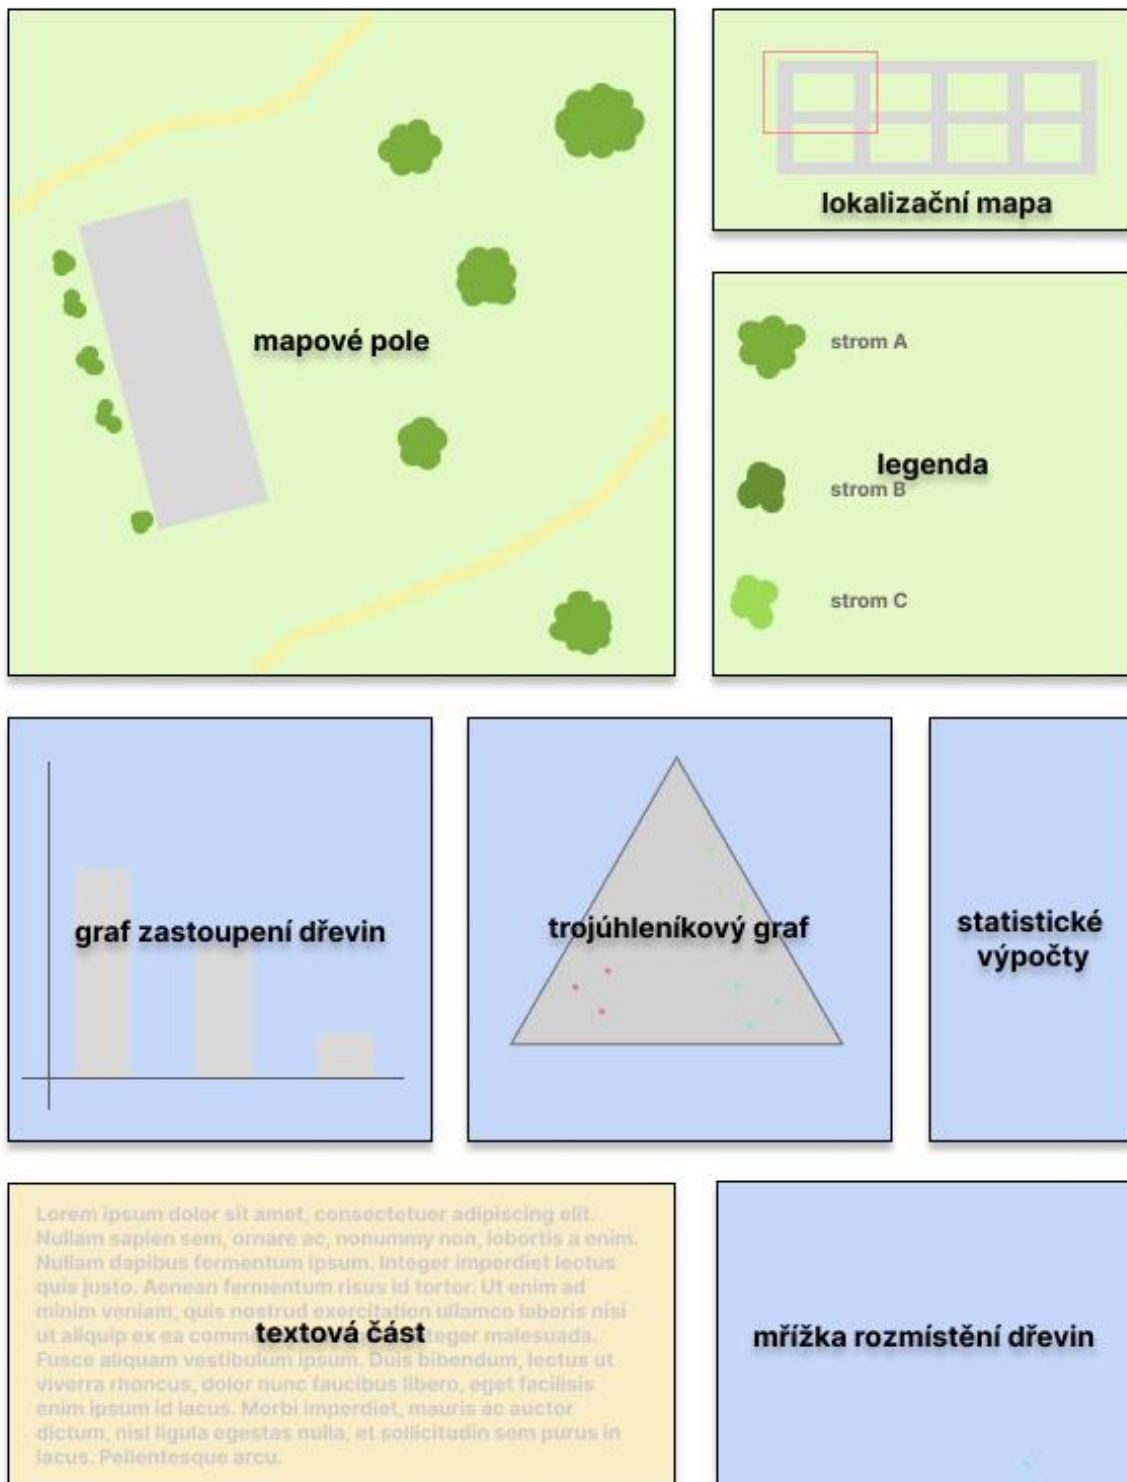 lokalizační mapa
mapové pole
strom A
legenda
strom B
strom C
graf zastoupení dřevin
trojúhleníkový graf
statistické
výpočty
Lorem ipsum dolor sit amet, consectetuer adipiscing elit.
Nullam sapien sem, ornare ac, nonummy non, lobortis a enim.
Nullam dapibus fermentum ipsum. Integer imperdiet lectus
quis justo. Aenean fermentum risus id tortor. Ut enim ad
minim veniam, quis nostrud exercitation ullamco laboris nisi
ut aliquip ex ea malesuada.
textová část
Fusce aliquam vestibulum ipsum. Duis bibendum, lectus ut
viverra rhoncus, dolor nunc faucibus libero, eget facilisis
enim ipsum id lacus. Morbi imperdiet, mauris ac auctor
dictum, nisl ligula egestas nulla, et sollicitudin sem purus in
lacus. Pellentesque arcu.
mřížka rozmístění dřevin